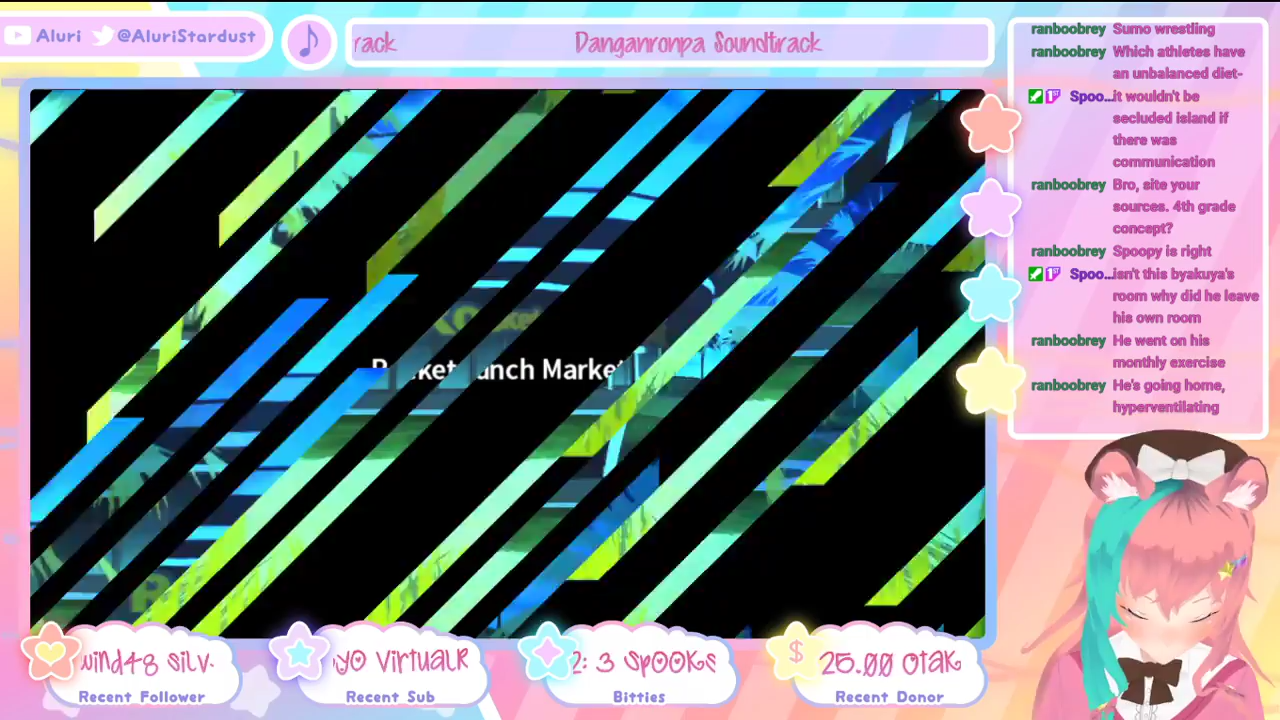 Aluri @AluriStardust
rack Danganronpa Soundtrack
ranboobrey Sumo wrestling
ranboobrey Which athletes have
an unbalanced diet-
Spoo...it wouldn't be
secluded island if
there was
communication
ranboobrey Bro, site your
sources. 4th grade
concept?
ranboobrey Spoopy is right
Spoo...isn't this byakuya's
room why did he leave
his own room
ranboobrey He went on his
monthly exercise
ranboobrey He's going home,
hyperventilating
Market
wind48 Silv
Recent Follower
yo VirtualR
Recent Sub
2: 3 Spooks
Bitties
$ 25.00 Otak
Recent Donor